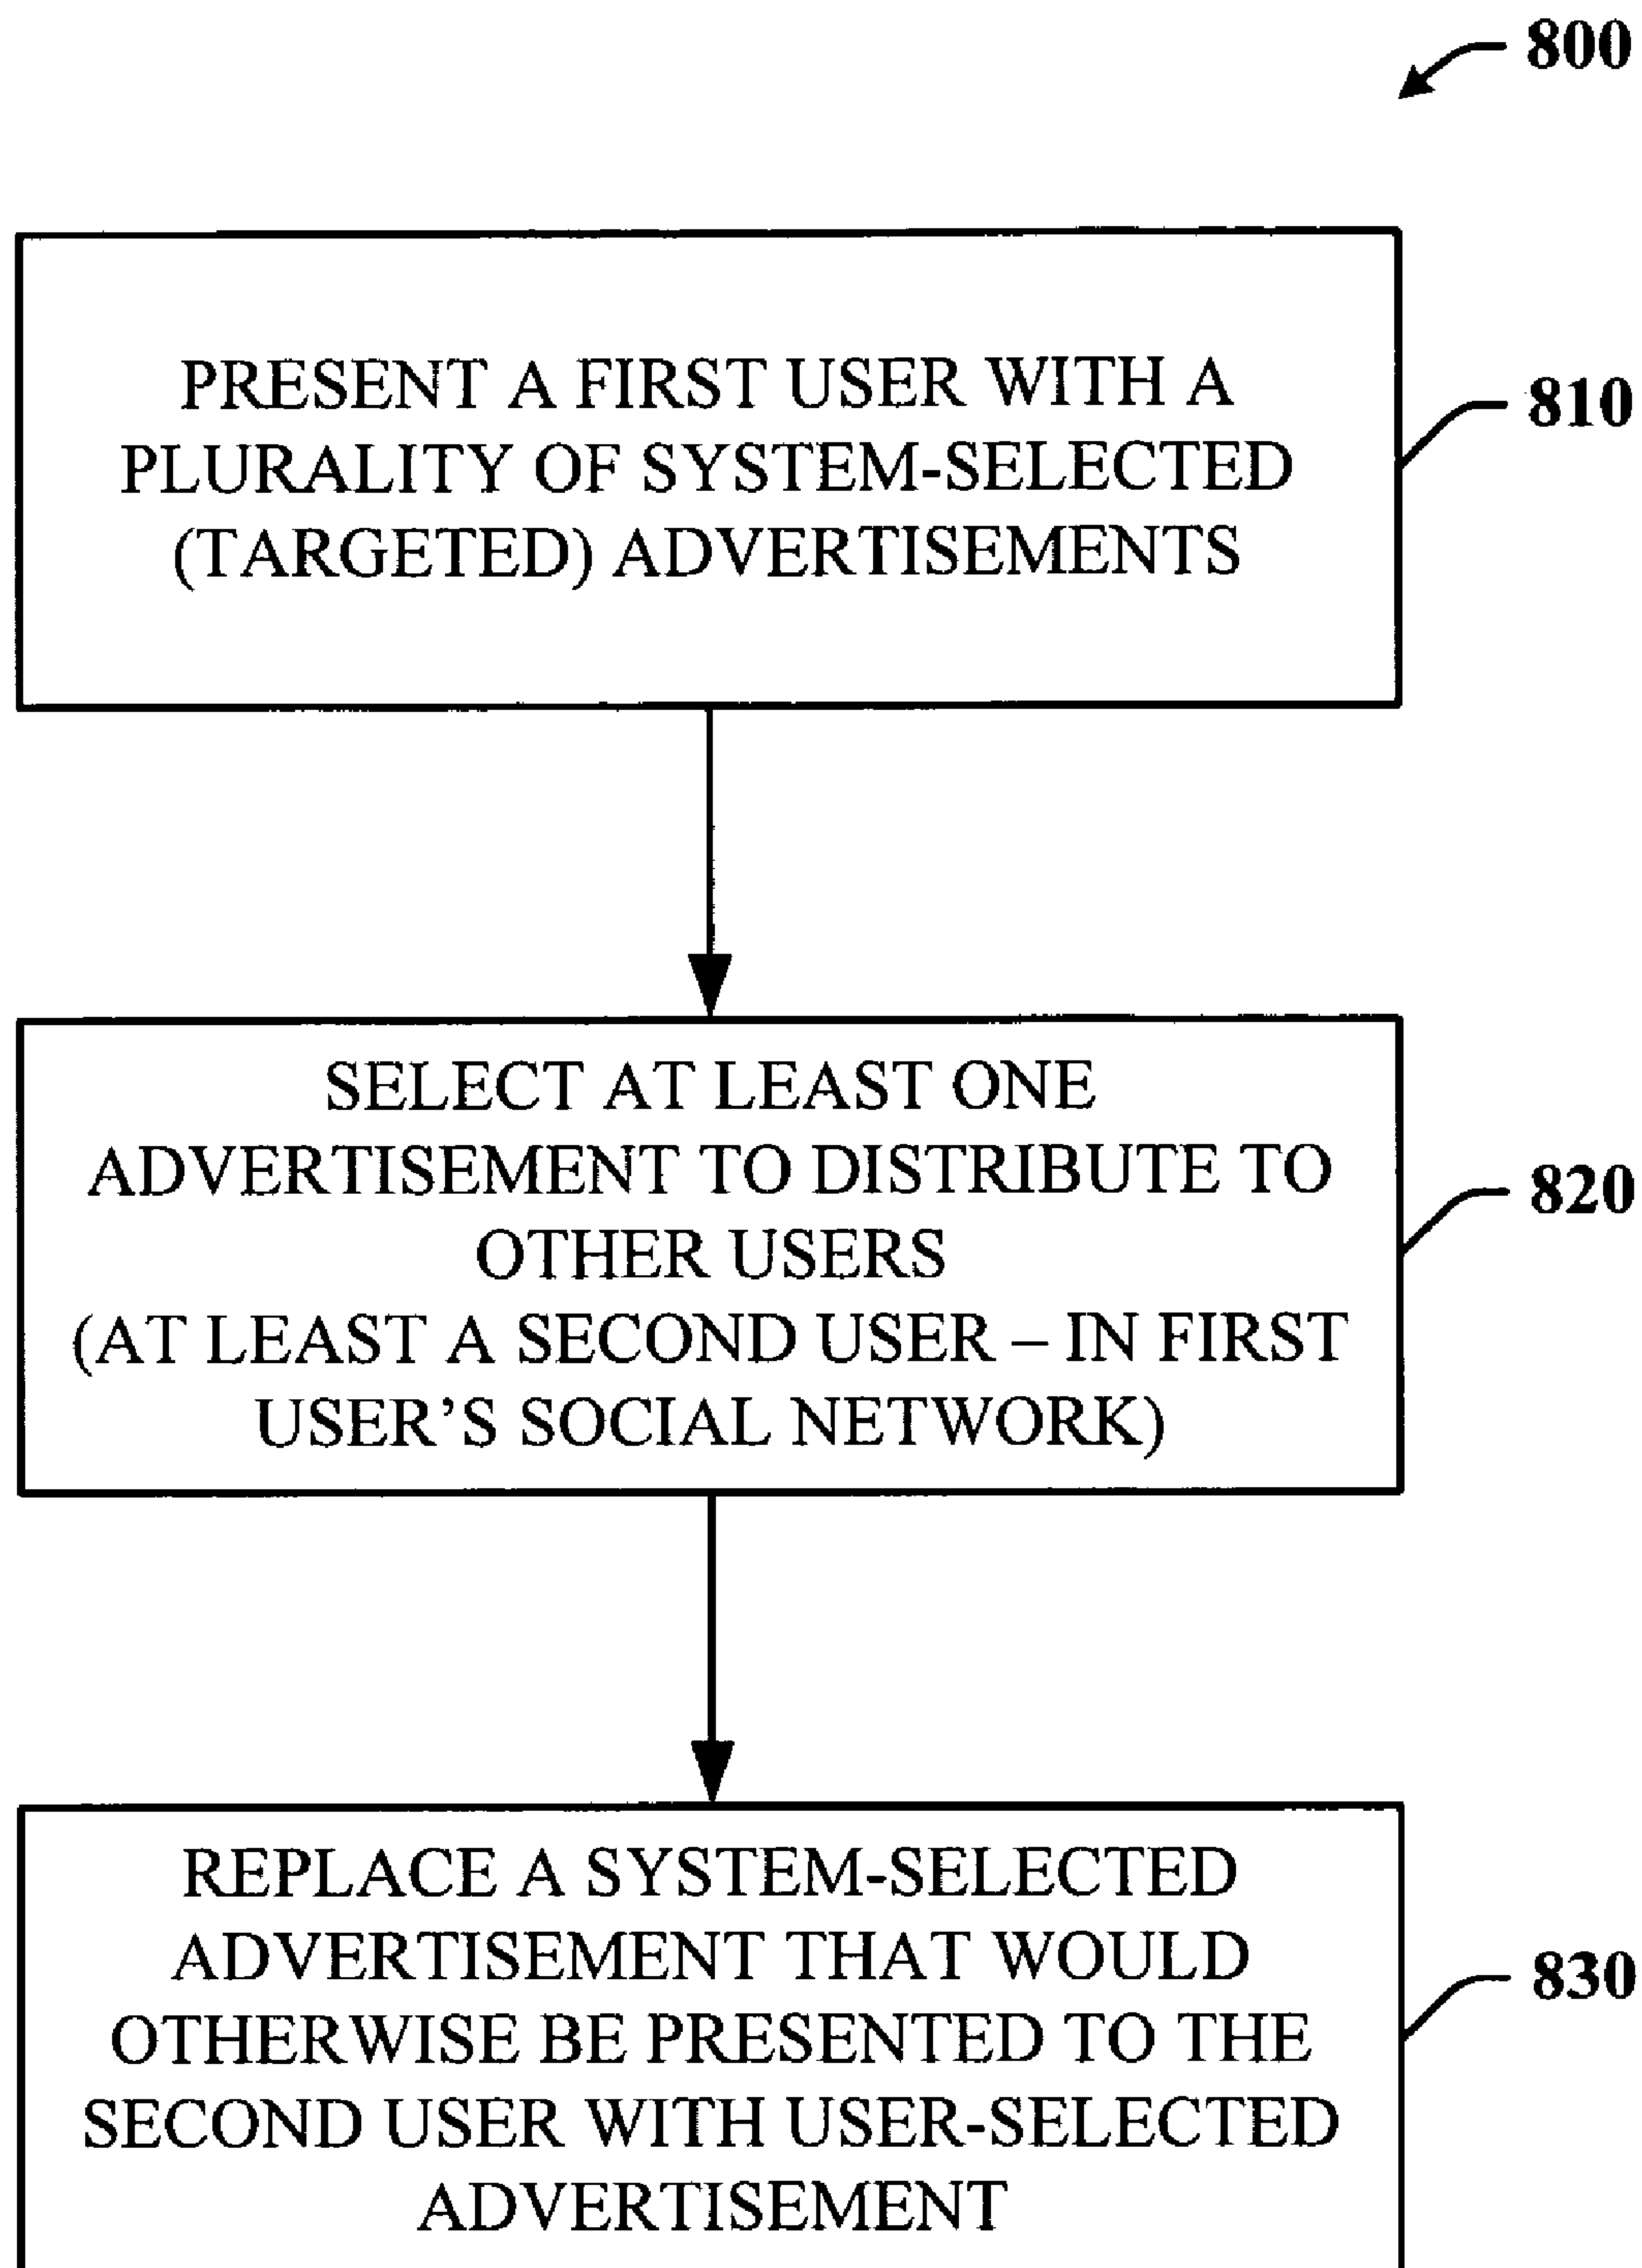 800
PRESENT A FIRST USER WITH A
PLURALITY OF SYSTEM-SELECTED
(TARGETED) ADVERTISEMENTS
810
SELECT AT LEAST ONE
ADVERTISEMENT TO DISTRIBUTE TO
OTHER USERS
(AT LEAST A SECOND USER – IN FIRST
USER’S SOCIAL NETWORK)
820
REPLACE A SYSTEM-SELECTED
ADVERTISEMENT THAT WOULD
OTHERWISE BE PRESENTED TO THE
SECOND USER WITH USER-SELECTED
ADVERTISEMENT
830